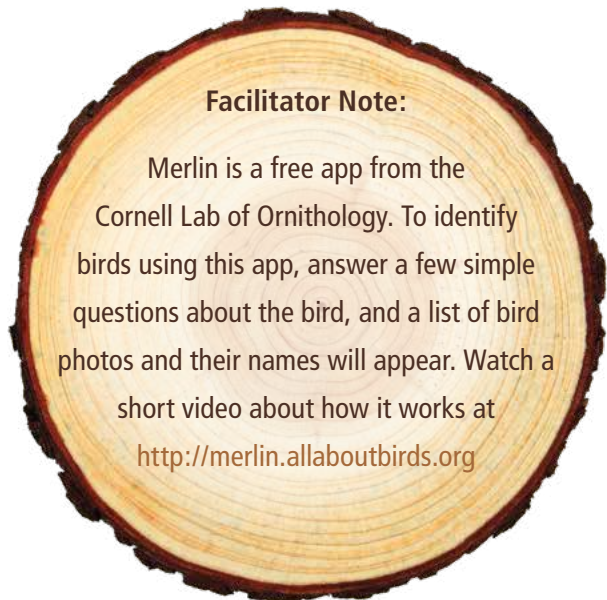 Facilitator Note:
Merlin is a free app from the
Cornell Lab of Ornithology. To identify
birds using this app, answer a few simple
questions about the bird, and a list of bird
photos and their names will appear. Watch a
short video about how it works at
http://merlin.allaboutbirds.org